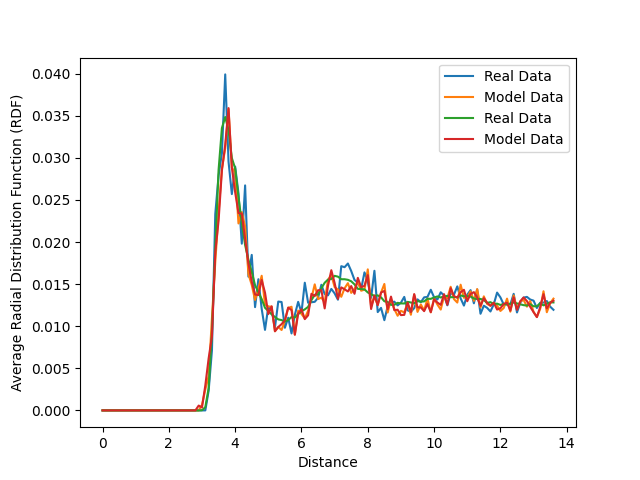 Real Data
Model Data
Real Data
Model Data
Average Radial Distribution Function (RDF)
0.040
0.035
0.030
0.025
0.020
0.015
0.010
0.005
0.000
0 2 4 6 8 10 12 14
Distance